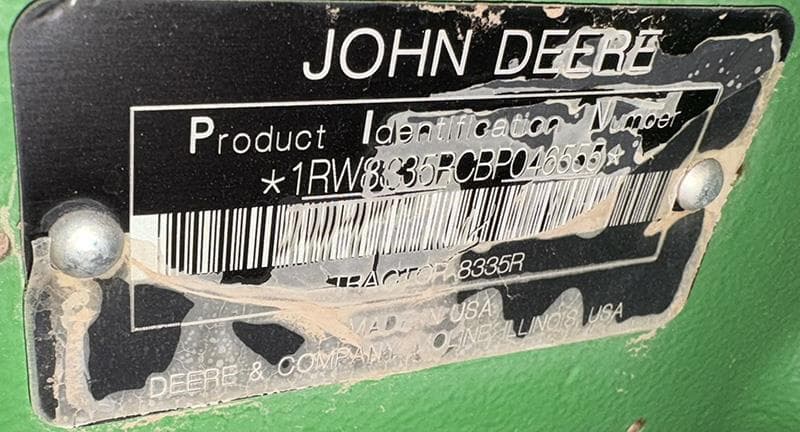 JOHN DEERE
Product Identification Number
*1RW8335RCBP046555*
TRACTOR 8335R
MADE IN USA
DEERE & COMPANY MOLINE ILLINOIS USA